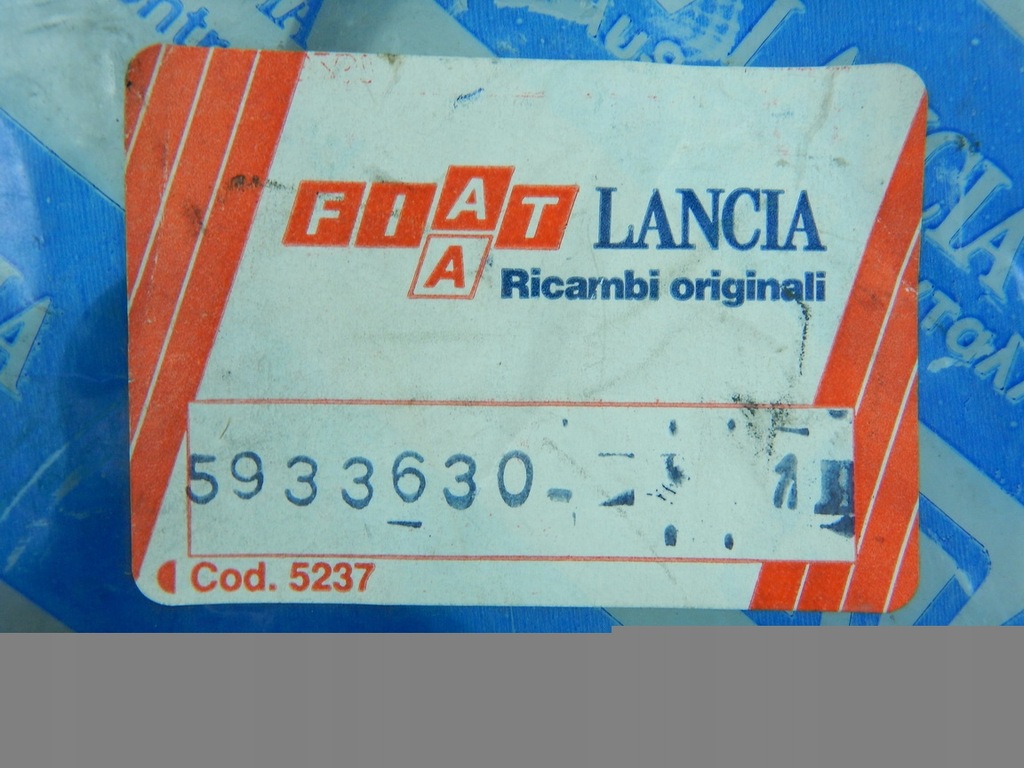 FIAT LANCIA
A
Ricambi originali
5933630
Cod. 5237